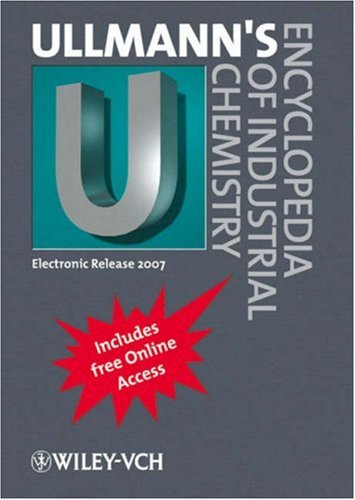 ULLMANN'S
ENCYCLOPEDIA
OF INDUSTRIAL
CHEMISTRY
U
Electronic Release 2007
Includes
free Online
Access
WILEY-VCH